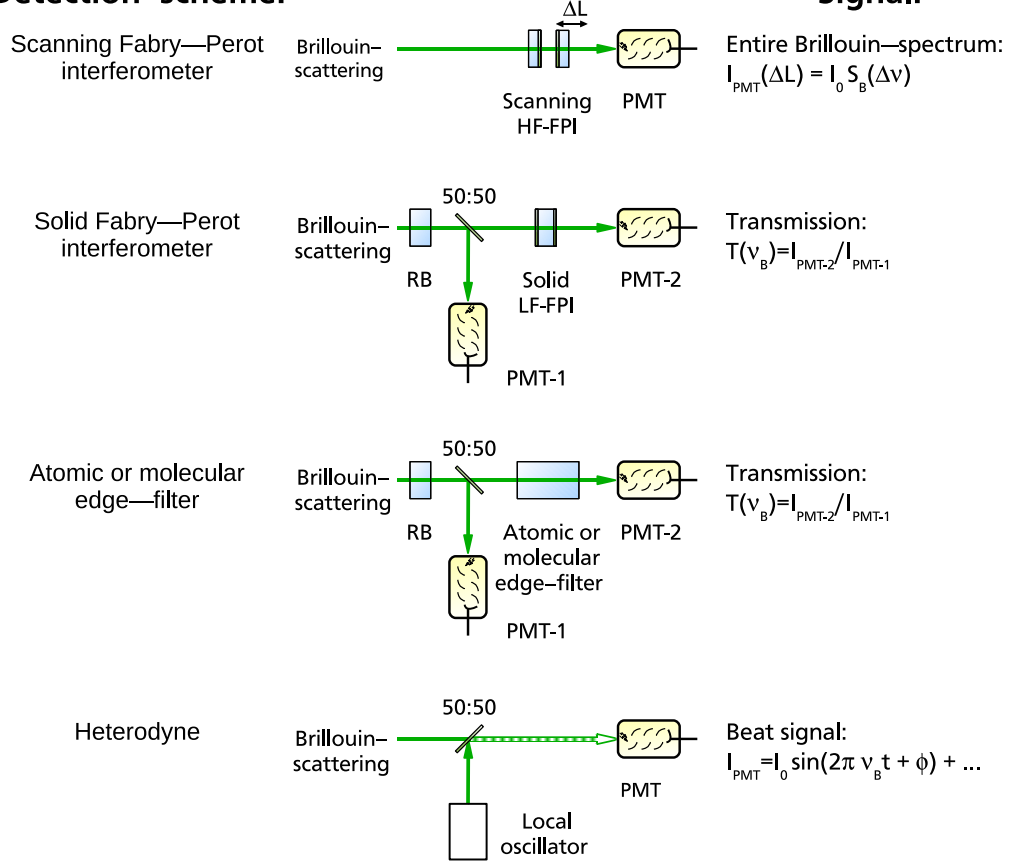 Detection scheme:
Signal:
ΔL
Scanning Fabry—Perot
interferometer
Brillouin–
scattering
Scanning
HF-FPI
PMT
Entire Brillouin—spectrum:
I_PMT(ΔL) = I_0 S_B(Δν)
50:50
Solid Fabry—Perot
interferometer
Brillouin–
scattering
RB
Solid
LF-FPI
PMT-2
PMT-1
Transmission:
T(ν_B)=I_PMT-2/I_PMT-1
50:50
Atomic or molecular
edge—filter
Brillouin–
scattering
RB
Atomic or
molecular
edge–filter
PMT-2
PMT-1
Transmission:
T(ν_B)=I_PMT-2/I_PMT-1
50:50
Heterodyne
Brillouin–
scattering
PMT
Local
oscillator
Beat signal:
I_PMT=I_0 sin(2π ν_B t + ϕ) + ...